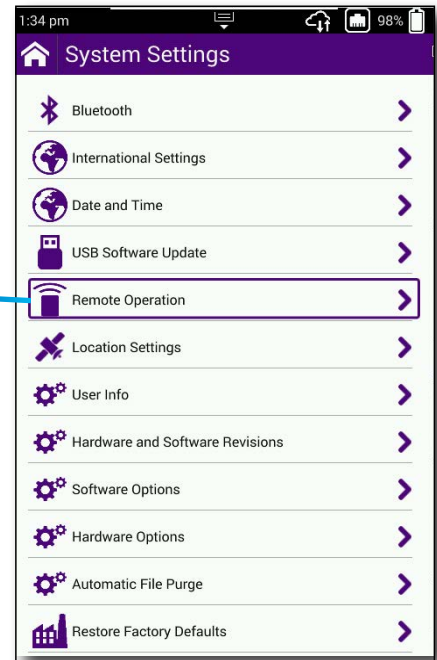 1:34 pm 98%
System Settings
Bluetooth
International Settings
Date and Time
USB Software Update
Remote Operation
Location Settings
User Info
Hardware and Software Revisions
Software Options
Hardware Options
Automatic File Purge
Restore Factory Defaults